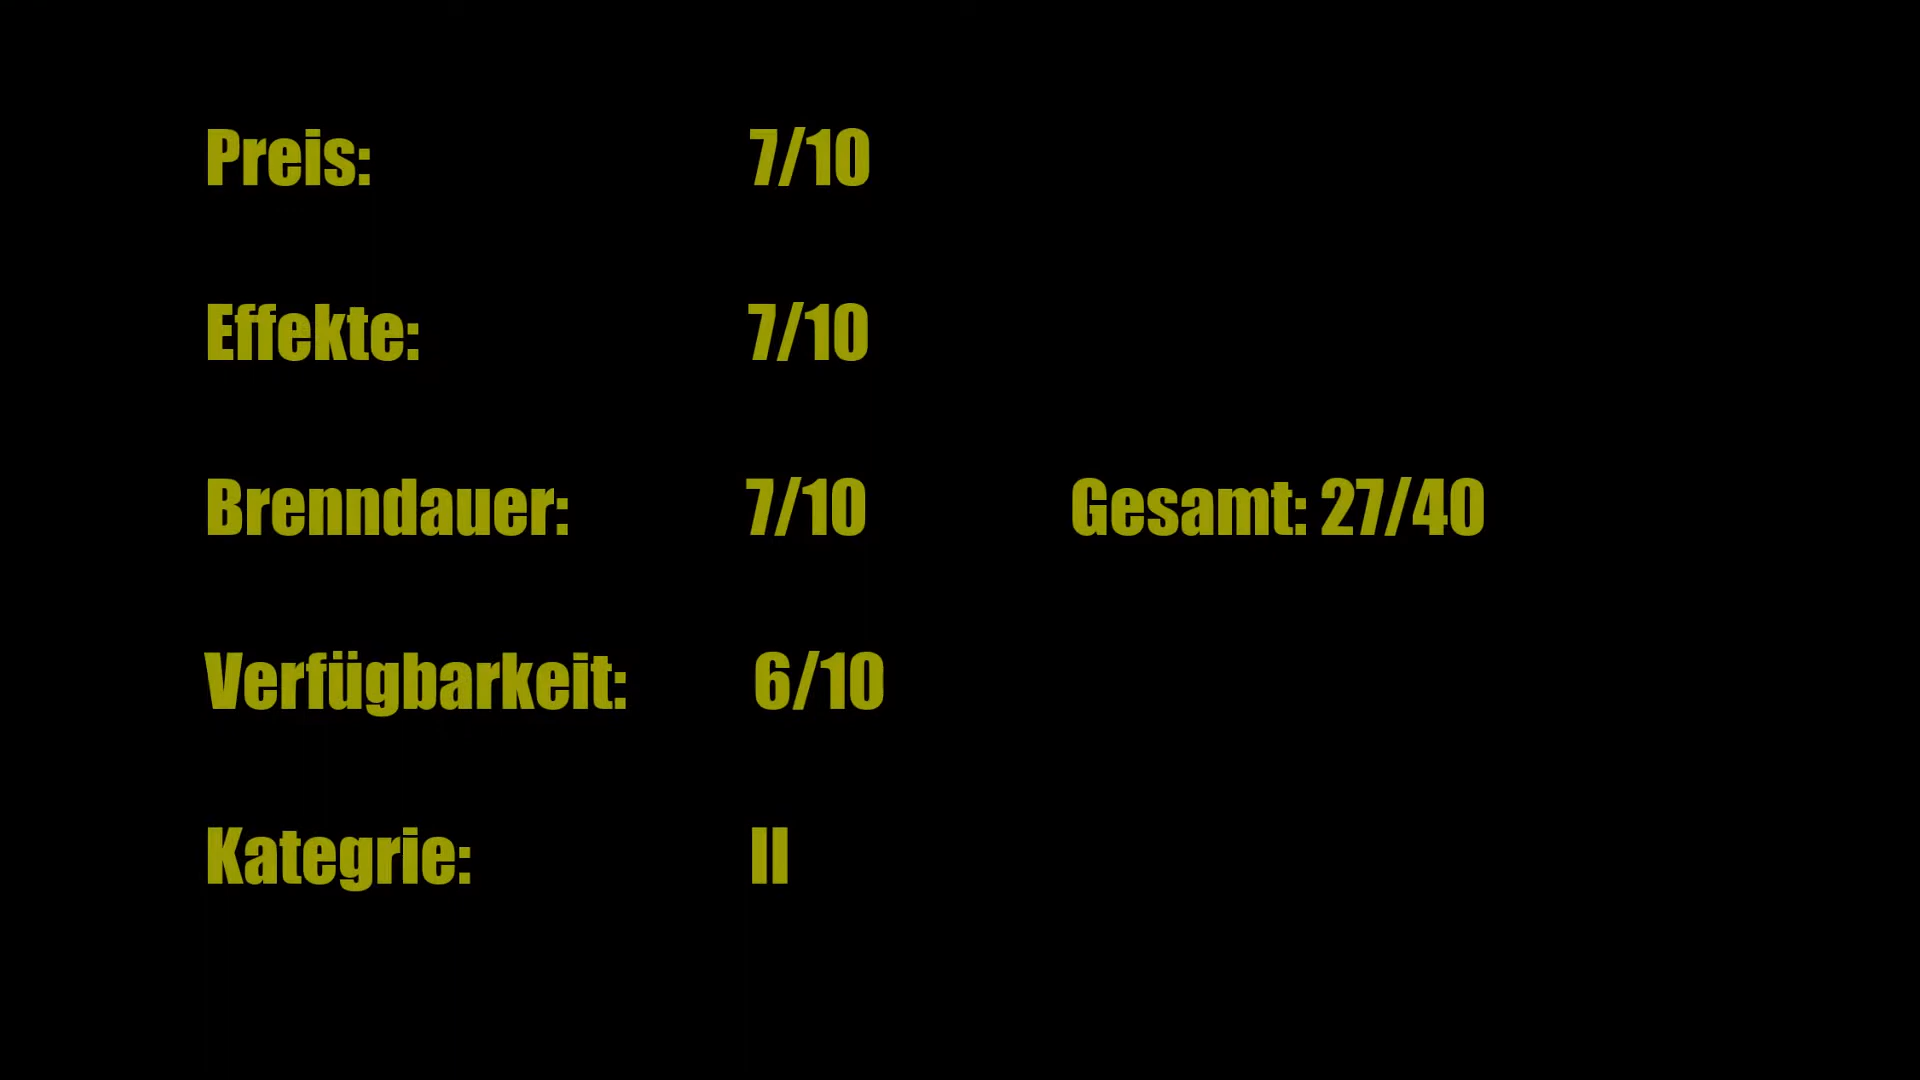 Preis: 7/10
Effekte: 7/10
Brenndauer: 7/10 Gesamt: 27/40
Verfügbarkeit: 6/10
Kategrie: II